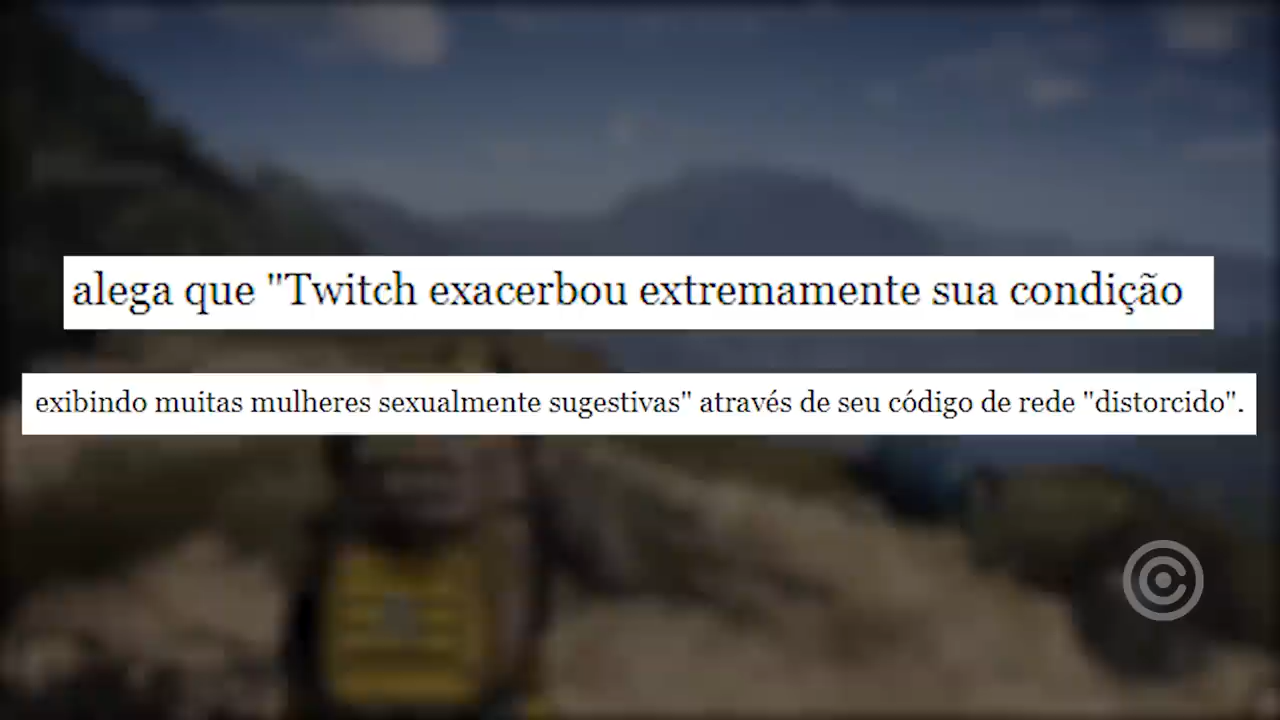 alega que "Twitch exacerbou extremamente sua condição
exibindo muitas mulheres sexualmente sugestivas" através de seu código de rede "distorcido".